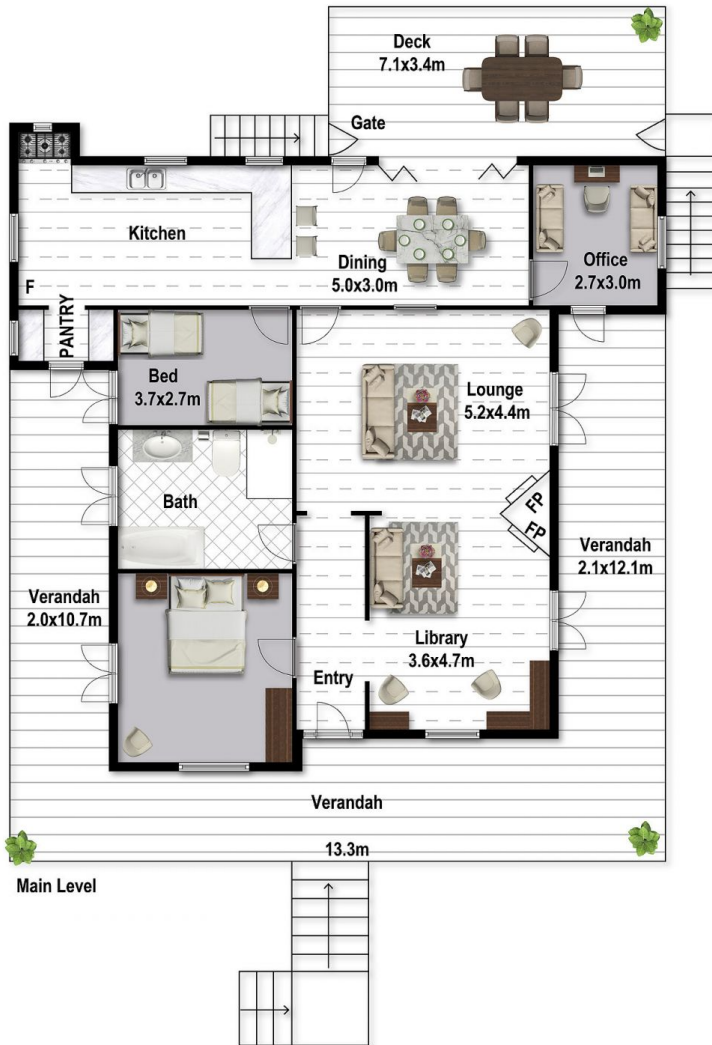 Deck
7.1x3.4m
Gate
Kitchen
Dining
5.0x3.0m
Office
2.7x3.0m
F
PANTRY
Bed
3.7x2.7m
Lounge
5.2x4.4m
Bath
FP
FP
Verandah
2.0x10.7m
Verandah
2.1x12.1m
Library
3.6x4.7m
Entry
Verandah
13.3m
Main Level